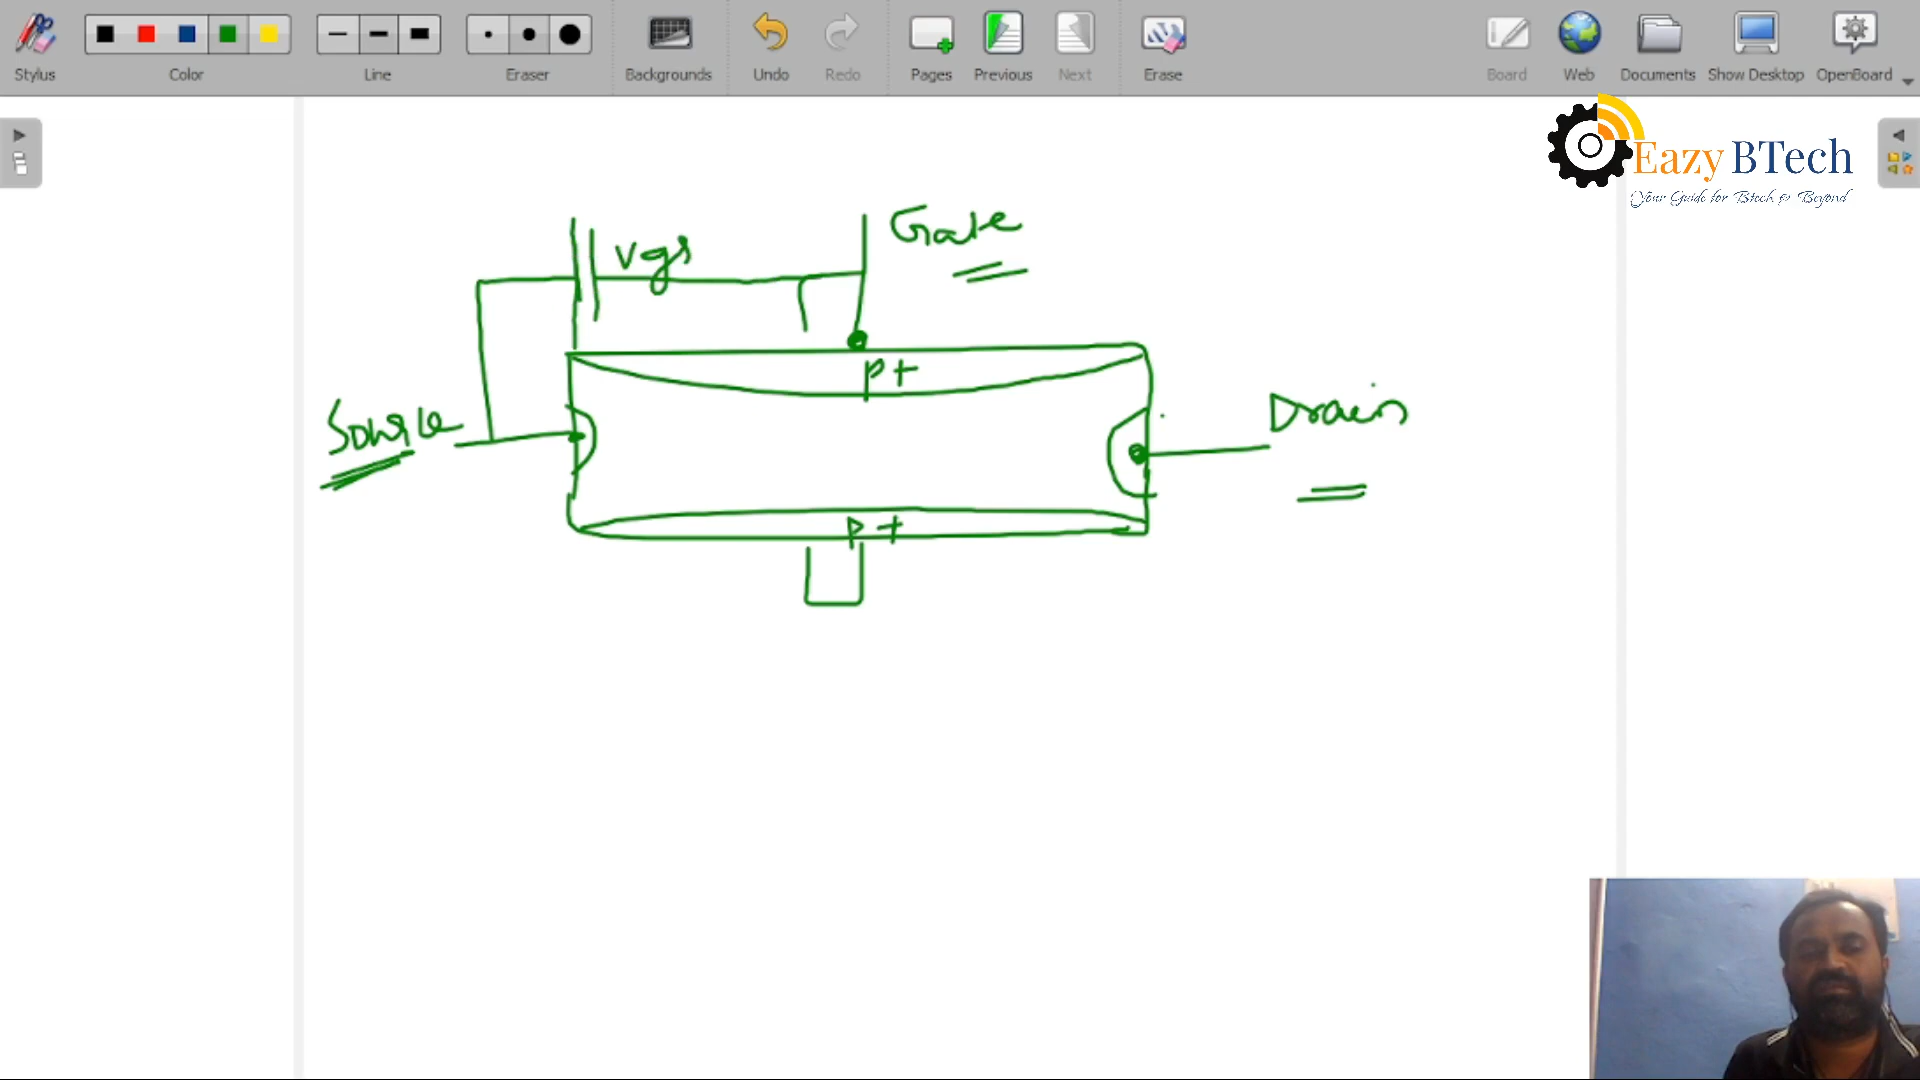 Stylus
Color
Line
Eraser
Backgrounds
Undo
Redo
Pages
Previous
Next
Erase
Board
Web
Documents
Show Desktop
OpenBoard
Eazy BTech
Your Guide for Btech & Beyond
Gate
Vgs
P+
Source
Drain
P+